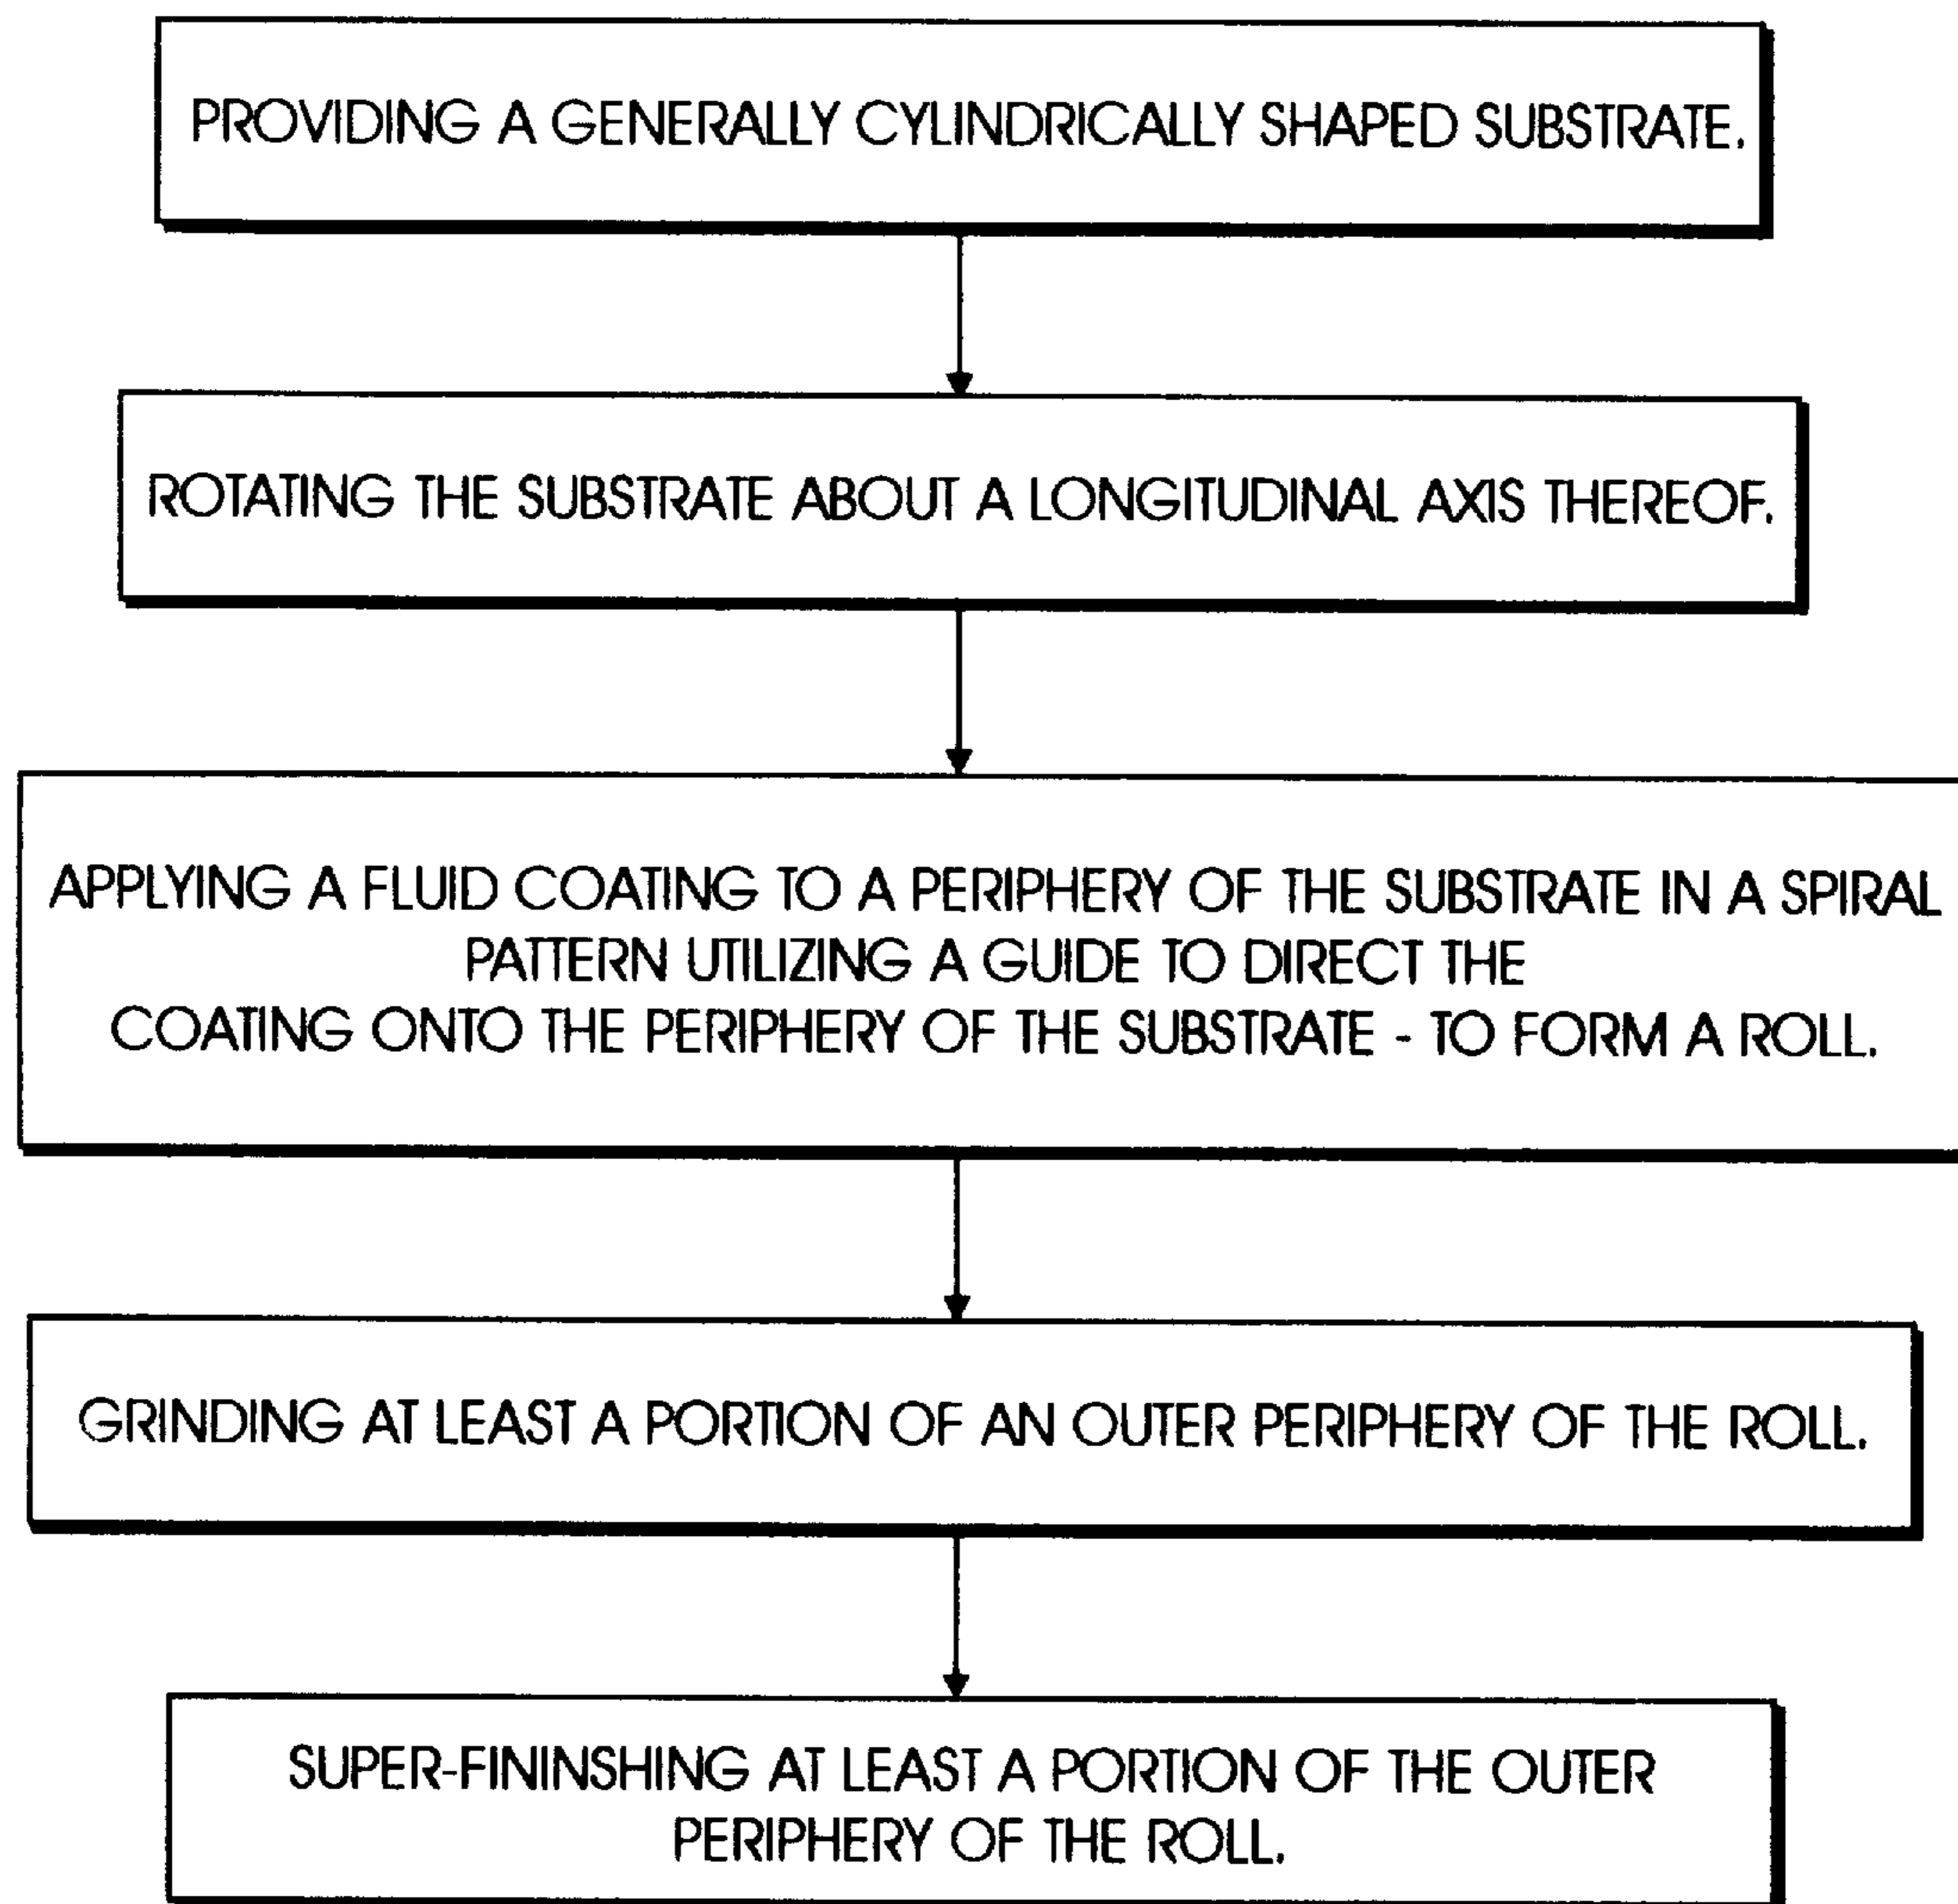 PROVIDING A GENERALLY CYLINDRICALLY SHAPED SUBSTRATE.
ROTATING THE SUBSTRATE ABOUT A LONGITUDINAL AXIS THEREOF.
APPLYING A FLUID COATING TO A PERIPHERY OF THE SUBSTRATE IN A SPIRAL
PATTERN UTILIZING A GUIDE TO DIRECT THE
COATING ONTO THE PERIPHERY OF THE SUBSTRATE - TO FORM A ROLL.
GRINDING AT LEAST A PORTION OF AN OUTER PERIPHERY OF THE ROLL.
SUPER-FININSHING AT LEAST A PORTION OF THE OUTER
PERIPHERY OF THE ROLL.